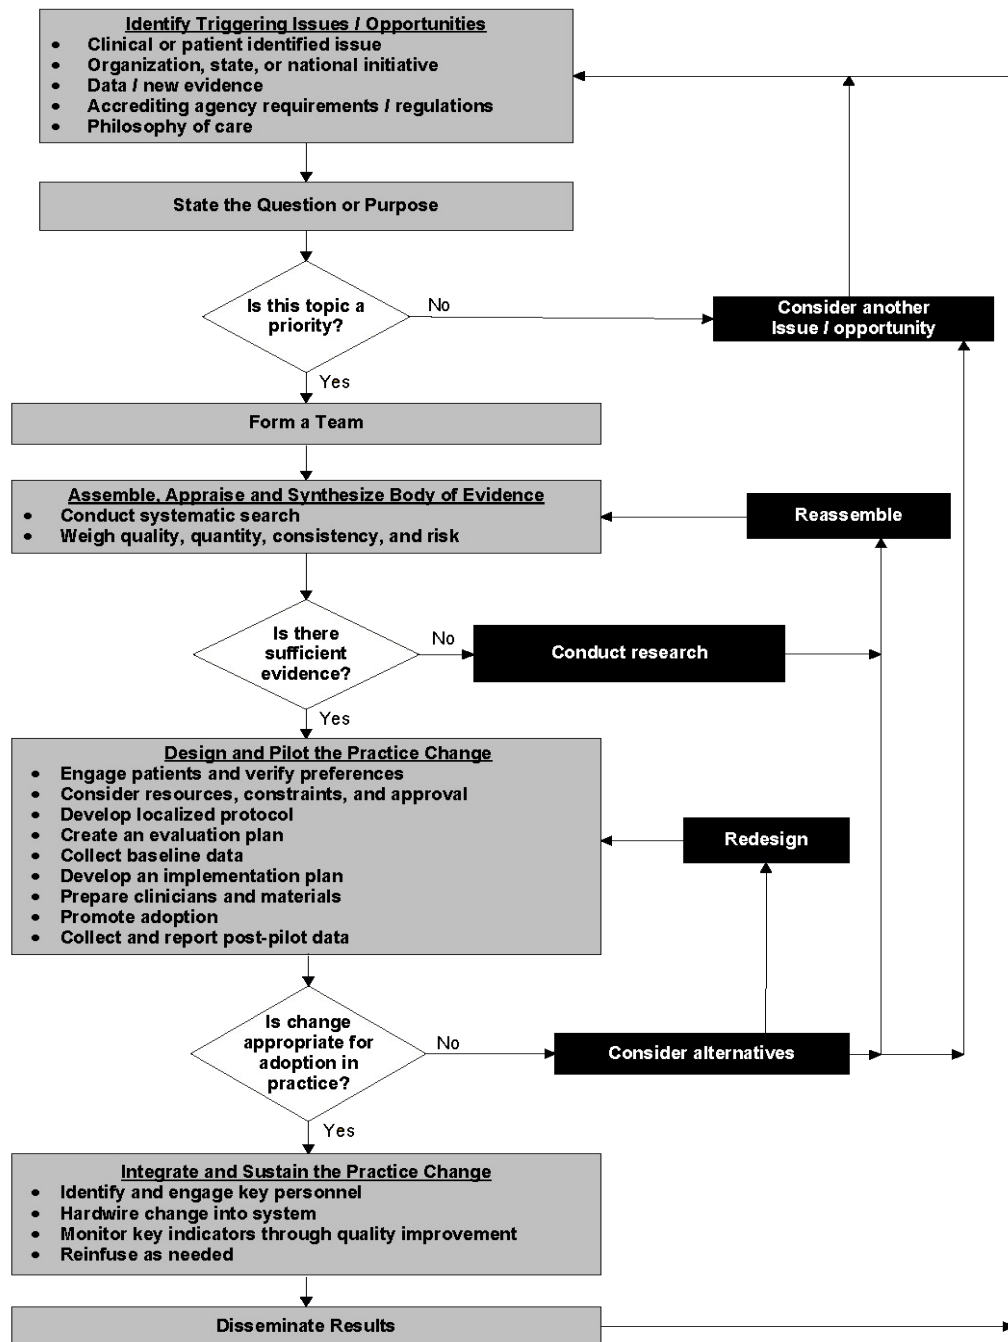 Identify Triggering Issues / Opportunities
• Clinical or patient identified issue
• Organization, state, or national initiative
• Data / new evidence
• Accrediting agency requirements / regulations
• Philosophy of care
State the Question or Purpose
Is this topic a
priority?
No
Consider another
Issue / opportunity
Yes
Form a Team
Assemble, Appraise and Synthesize Body of Evidence
• Conduct systematic search
• Weigh quality, quantity, consistency, and risk
Reassemble
Is there
sufficient
evidence?
No
Conduct research
Yes
Design and Pilot the Practice Change
• Engage patients and verify preferences
• Consider resources, constraints, and approval
• Develop localized protocol
• Create an evaluation plan
• Collect baseline data
• Develop an implementation plan
• Prepare clinicians and materials
• Promote adoption
• Collect and report post-pilot data
Redesign
Is change
appropriate for
adoption in
practice?
No
Consider alternatives
Yes
Integrate and Sustain the Practice Change
• Identify and engage key personnel
• Hardwire change into system
• Monitor key indicators through quality improvement
• Reinfuse as needed
Disseminate Results